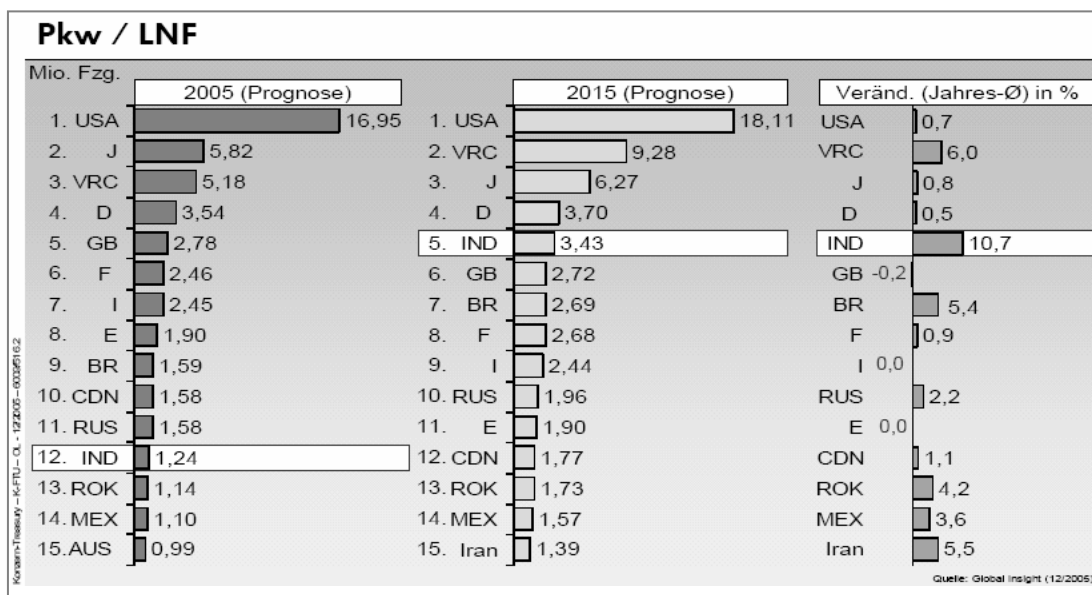 Pkw / LNF
Mio. Fzg.
2005 (Prognose) 2015 (Prognose) Veränd. (Jahres-Ø) in %
1. USA 16,95 1. USA 18,11 USA 0,7
2. J 5,82 2. VRC 9,28 VRC 6,0
3. VRC 5,18 3. J 6,27 J 0,8
4. D 3,54 4. D 3,70 D 0,5
5. GB 2,78 5. IND 3,43 IND 10,7
6. F 2,46 6. GB 2,72 GB -0,2
7. I 2,45 7. BR 2,69 BR 5,4
8. E 1,90 8. F 2,68 F 0,9
9. BR 1,59 9. I 2,44 I 0,0
10. CDN 1,58 10. RUS 1,96 RUS 2,2
11. RUS 1,58 11. E 1,90 E 0,0
12. IND 1,24 12. CDN 1,77 CDN 1,1
13. ROK 1,14 13. ROK 1,73 ROK 4,2
14. MEX 1,10 14. MEX 1,57 MEX 3,6
15. AUS 0,99 15. Iran 1,39 Iran 5,5
Quelle: Global Insight (12/2005)
Konzern-Treasury – K-FTU – OL -